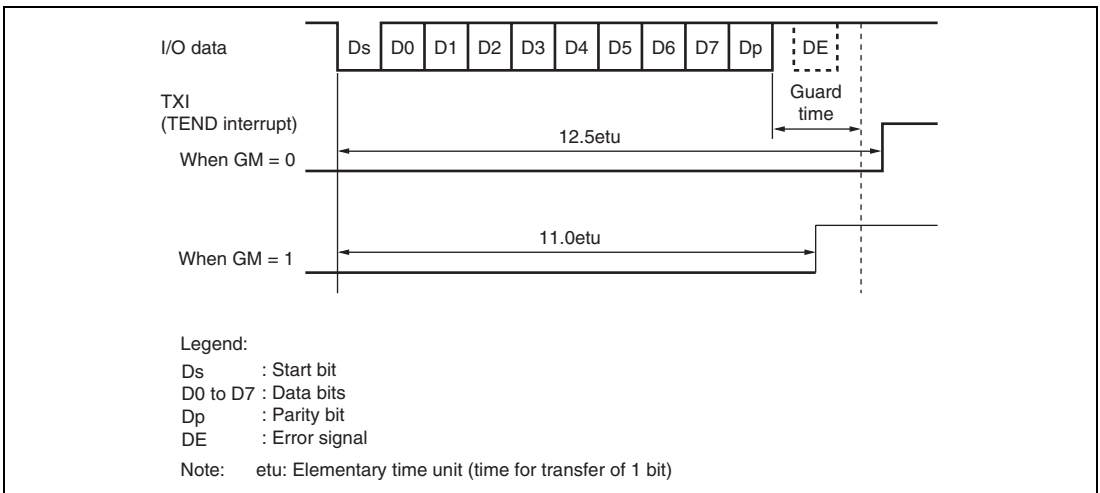 I/O data
Ds D0 D1 D2 D3 D4 D5 D6 D7 Dp DE
Guard
time
TXI
(TEND interrupt)
12.5etu
When GM = 0
11.0etu
When GM = 1
Legend:
Ds : Start bit
D0 to D7 : Data bits
Dp : Parity bit
DE : Error signal
Note: etu: Elementary time unit (time for transfer of 1 bit)